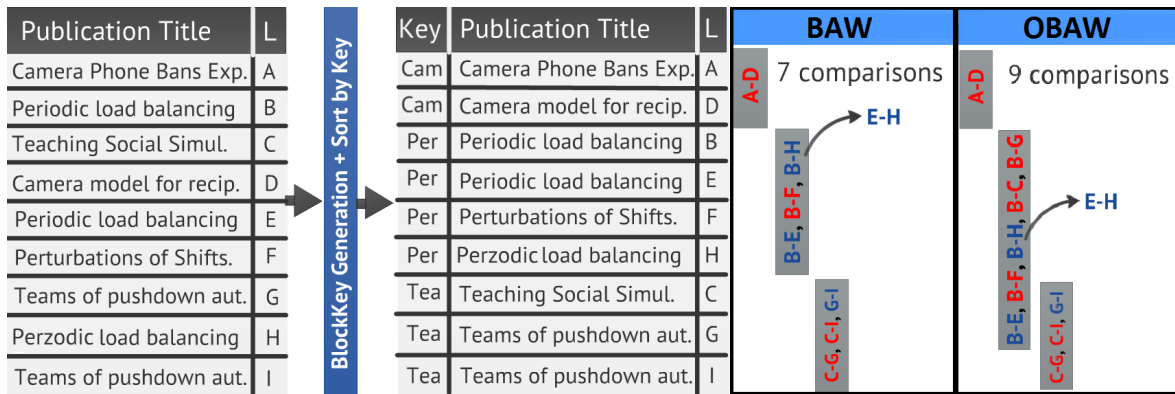 Publication Title L
Camera Phone Bans Exp. A
Periodic load balancing B
Teaching Social Simul. C
Camera model for recip. D
Periodic load balancing E
Perturbations of Shifts. F
Teams of pushdown aut. G
Perzodic load balancing H
Teams of pushdown aut. I
BlockKey Generation + Sort by Key
Key Publication Title L
Cam Camera Phone Bans Exp. A
Cam Camera model for recip. D
Per Periodic load balancing B
Per Periodic load balancing E
Per Perturbations of Shifts. F
Per Perzodic load balancing H
Tea Teaching Social Simul. C
Tea Teams of pushdown aut. G
Tea Teams of pushdown aut. I
BAW
7 comparisons
A-D
E-H
B-E, B-F, B-H
C-G, C-I, G-I
OBAW
9 comparisons
A-D
E-H
B-E, B-F, B-H, B-C, B-G
C-G, C-I, G-I